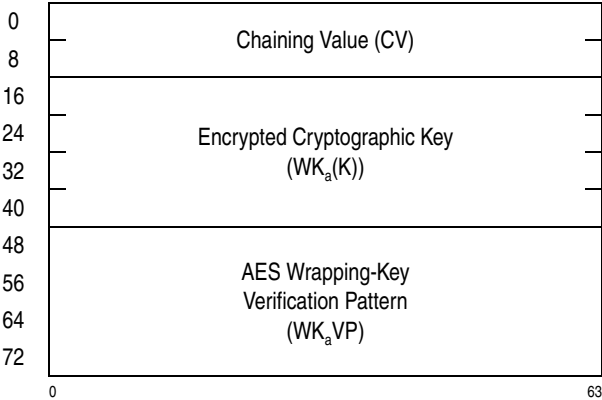 0
Chaining Value (CV)
8
16
24
Encrypted Cryptographic Key
32
(WKₐ(K))
40
48
56
AES Wrapping-Key
Verification Pattern
64
(WKₐVP)
72
0 63